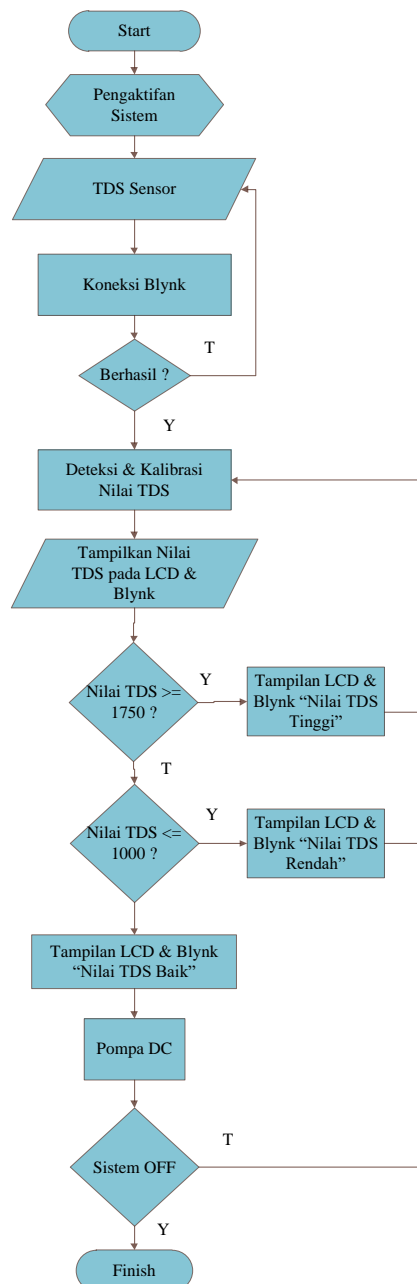 Start
Pengaktifan
Sistem
TDS Sensor
Koneksi Blynk
T
Berhasil ?
Y
Deteksi & Kalibrasi
Nilai TDS
Tampilkan Nilai
TDS pada LCD &
Blynk
Nilai TDS >=
1750 ?
Y
Tampilan LCD &
Blynk “Nilai TDS
Tinggi”
T
Nilai TDS <=
1000 ?
Y
Tampilan LCD &
Blynk “Nilai TDS
Rendah”
Tampilan LCD & Blynk
“Nilai TDS Baik”
Pompa DC
Sistem OFF
T
Y
Finish